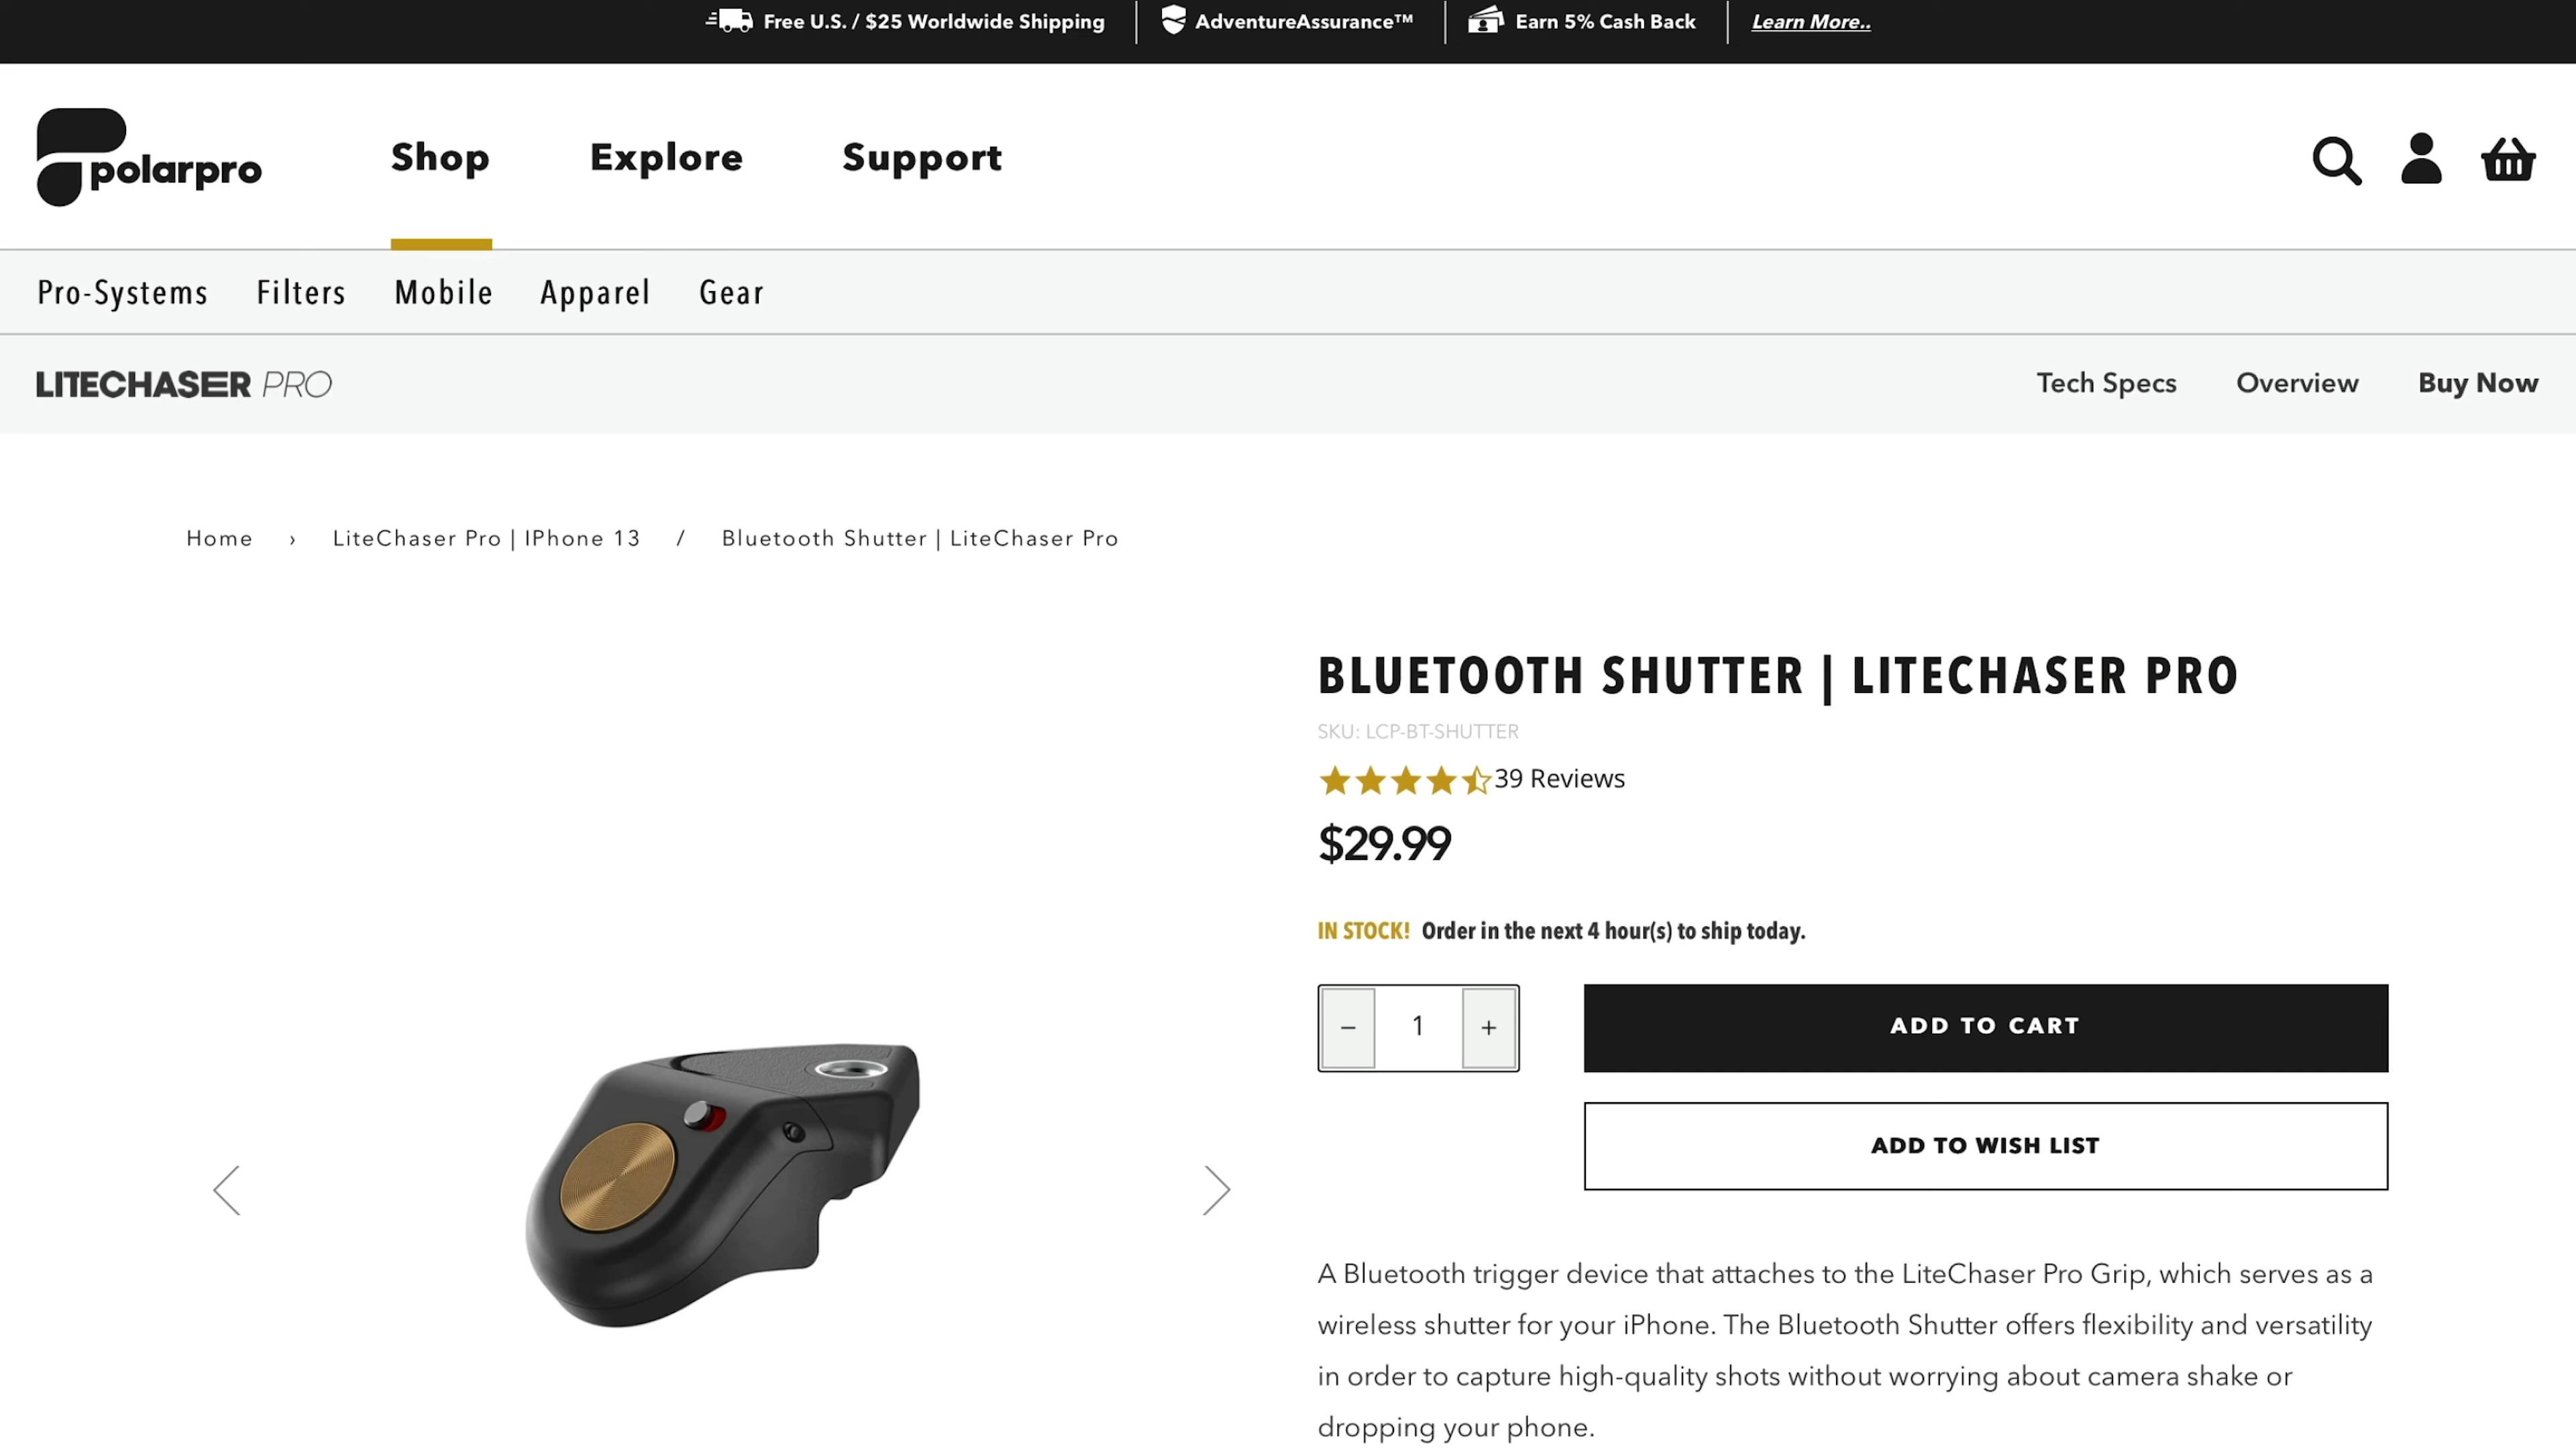 Free U.S. / $25 Worldwide Shipping
AdventureAssurance™
Earn 5% Cash Back
Learn More..
polarpro
Shop
Explore
Support
Pro-Systems
Filters
Mobile
Apparel
Gear
LITECHASER PRO
Tech Specs
Overview
Buy Now
Home › LiteChaser Pro | IPhone 13 / Bluetooth Shutter | LiteChaser Pro
BLUETOOTH SHUTTER | LITECHASER PRO
SKU: LCP-BT-SHUTTER
39 Reviews
$29.99
IN STOCK! Order in the next 4 hour(s) to ship today.
− 1 +
ADD TO CART
ADD TO WISH LIST
A Bluetooth trigger device that attaches to the LiteChaser Pro Grip, which serves as a
wireless shutter for your iPhone. The Bluetooth Shutter offers flexibility and versatility
in order to capture high-quality shots without worrying about camera shake or
dropping your phone.